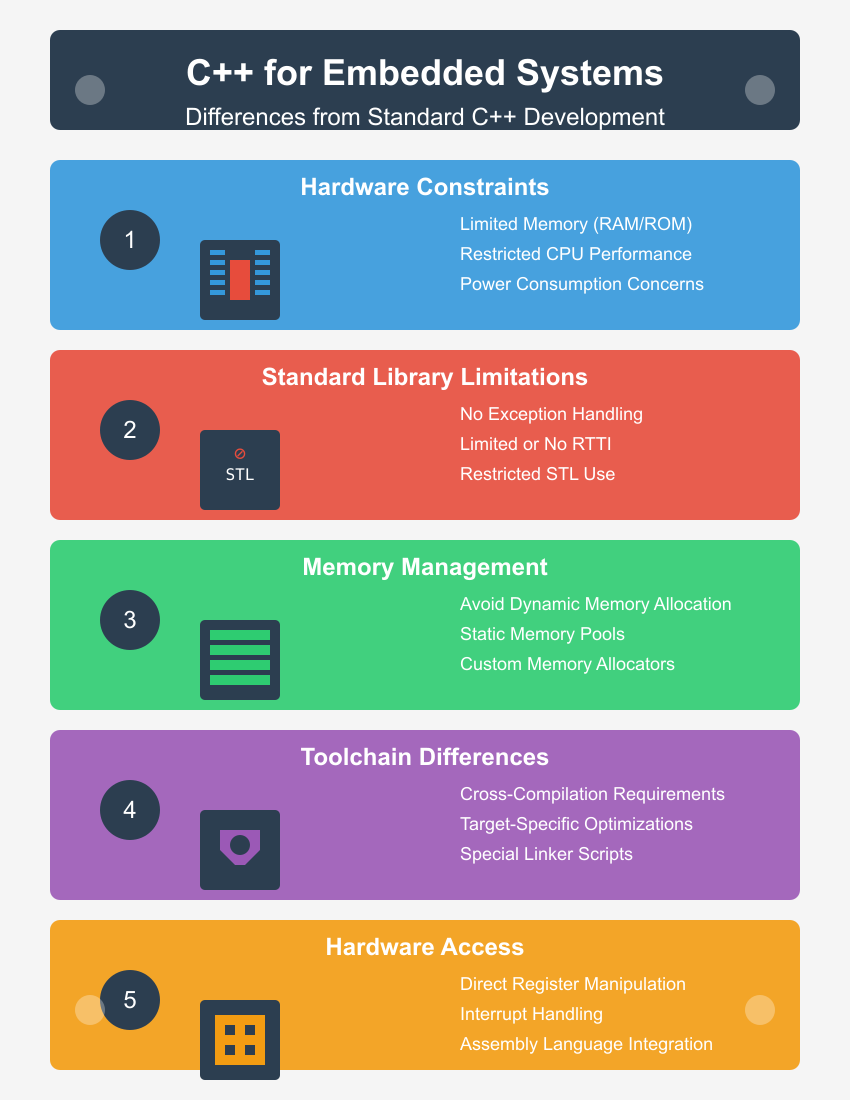 C++ for Embedded Systems
Differences from Standard C++ Development
Hardware Constraints
1
Limited Memory (RAM/ROM)
Restricted CPU Performance
Power Consumption Concerns
Standard Library Limitations
2
⊘
STL
No Exception Handling
Limited or No RTTI
Restricted STL Use
Memory Management
3
Avoid Dynamic Memory Allocation
Static Memory Pools
Custom Memory Allocators
Toolchain Differences
4
Cross-Compilation Requirements
Target-Specific Optimizations
Special Linker Scripts
Hardware Access
5
Direct Register Manipulation
Interrupt Handling
Assembly Language Integration